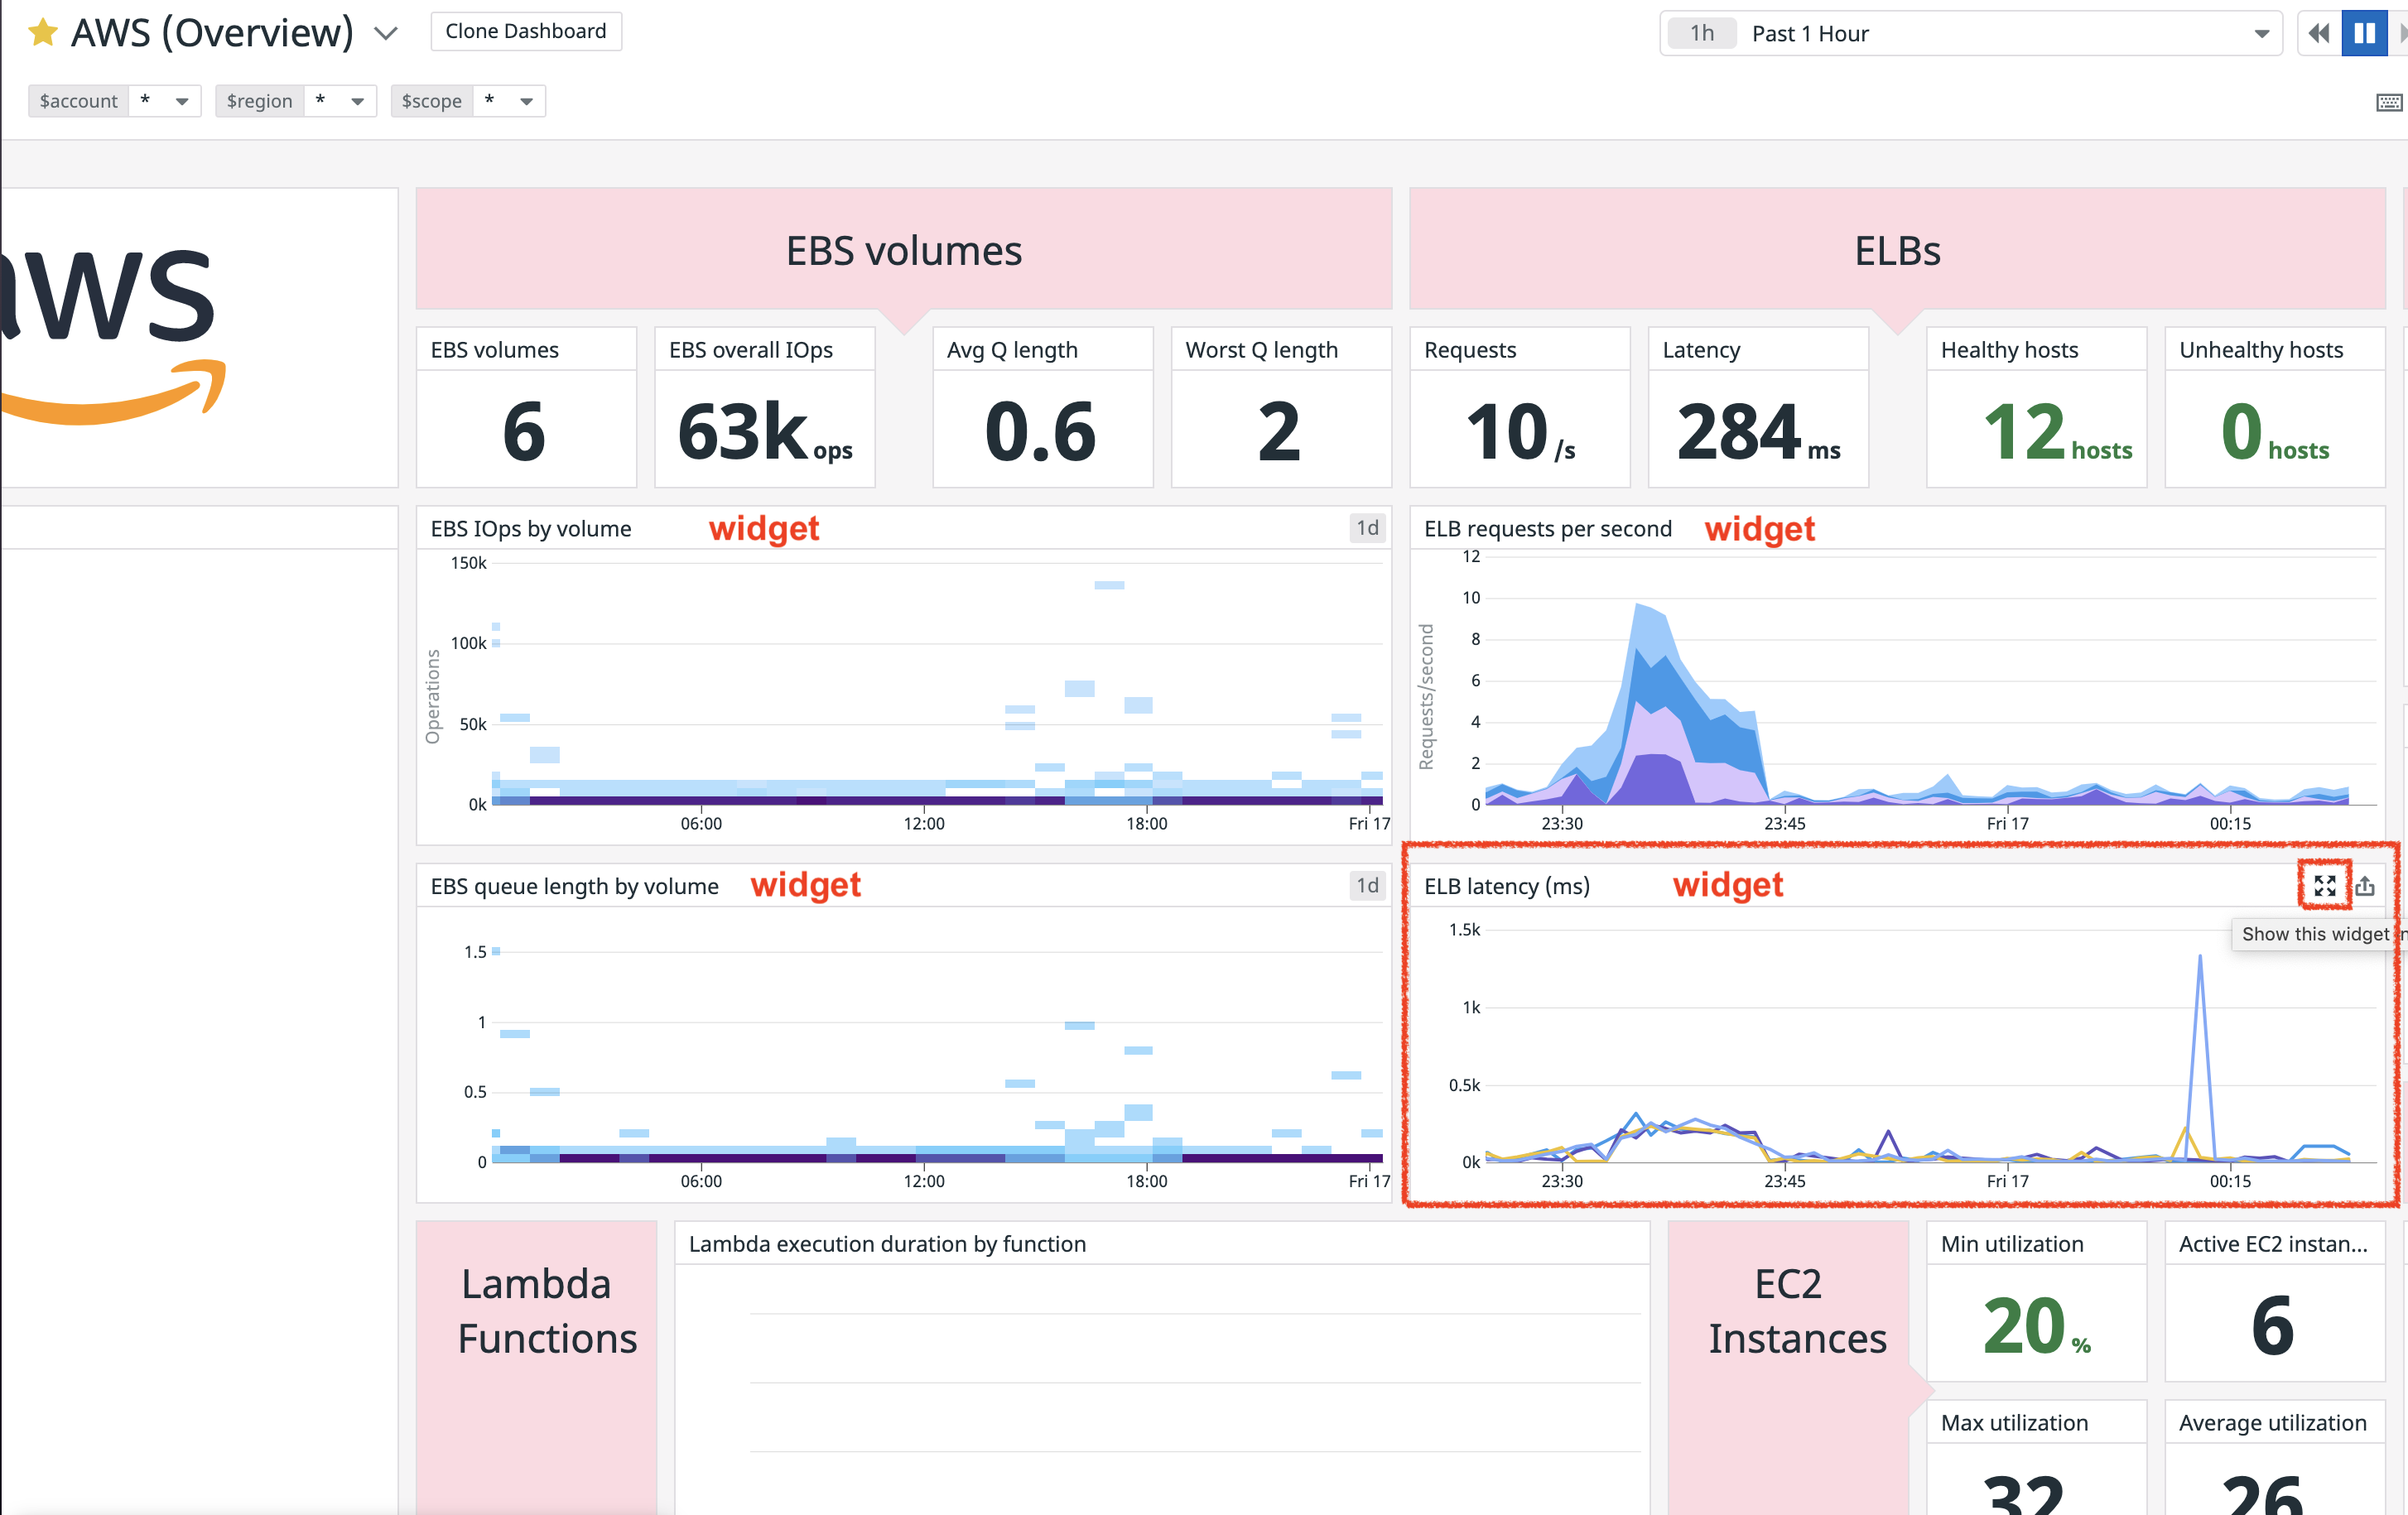 AWS (Overview)
Clone Dashboard
1h Past 1 Hour
$account *
$region *
$scope *
aws
EBS volumes
ELBs
EBS volumes
6
EBS overall IOps
63k ops
Avg Q length
0.6
Worst Q length
2
Requests
10 /s
Latency
284 ms
Healthy hosts
12 hosts
Unhealthy hosts
0 hosts
EBS IOps by volume widget 1d
Operations
150k
100k
50k
0k
06:00 12:00 18:00 Fri 17
ELB requests per second widget
Requests/second
12
10
8
6
4
2
0
23:30 23:45 Fri 17 00:15
EBS queue length by volume widget 1d
1.5
1
0.5
0
06:00 12:00 18:00 Fri 17
ELB latency (ms) widget
Show this widget
1.5k
1k
0.5k
0k
23:30 23:45 Fri 17 00:15
Lambda
Functions
Lambda execution duration by function
EC2
Instances
Min utilization
20 %
Active EC2 instan...
6
Max utilization
32
Average utilization
26